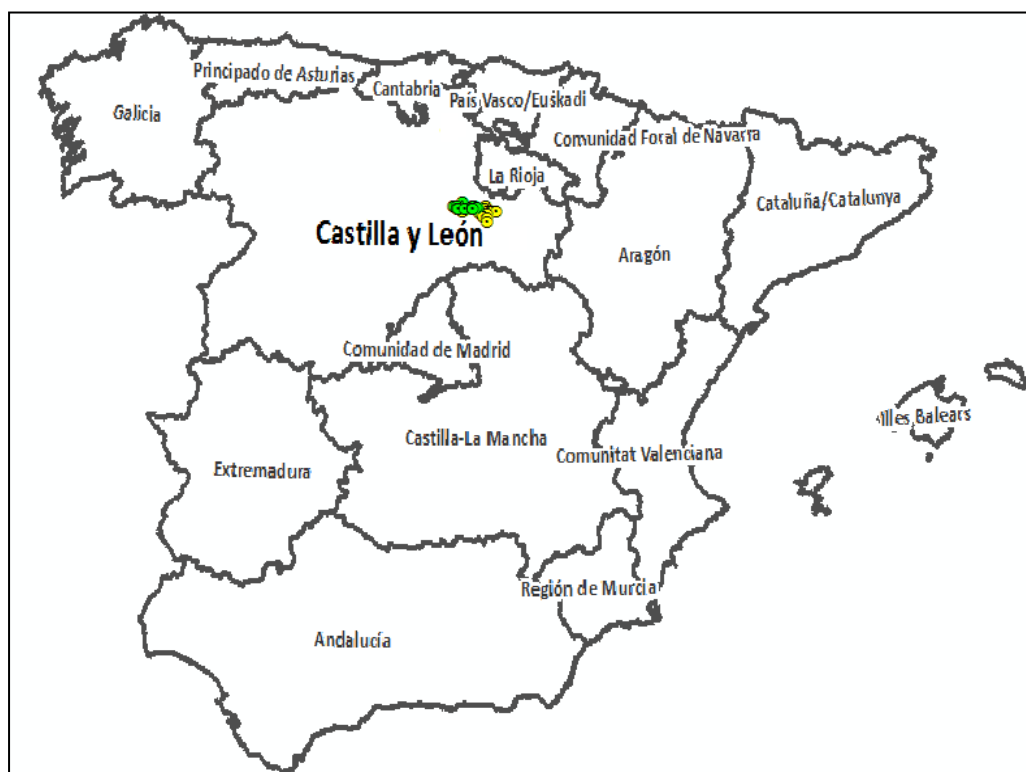 Principado de Asturias
Cantabria
País Vasco/Euskadi
Galicia
Comunidad Foral de Navarra
La Rioja
Cataluña/Catalunya
Castilla y León
Aragón
Comunidad de Madrid
Illes Balears
Castilla-La Mancha
Comunitat Valenciana
Extremadura
Región de Murcia
Andalucía